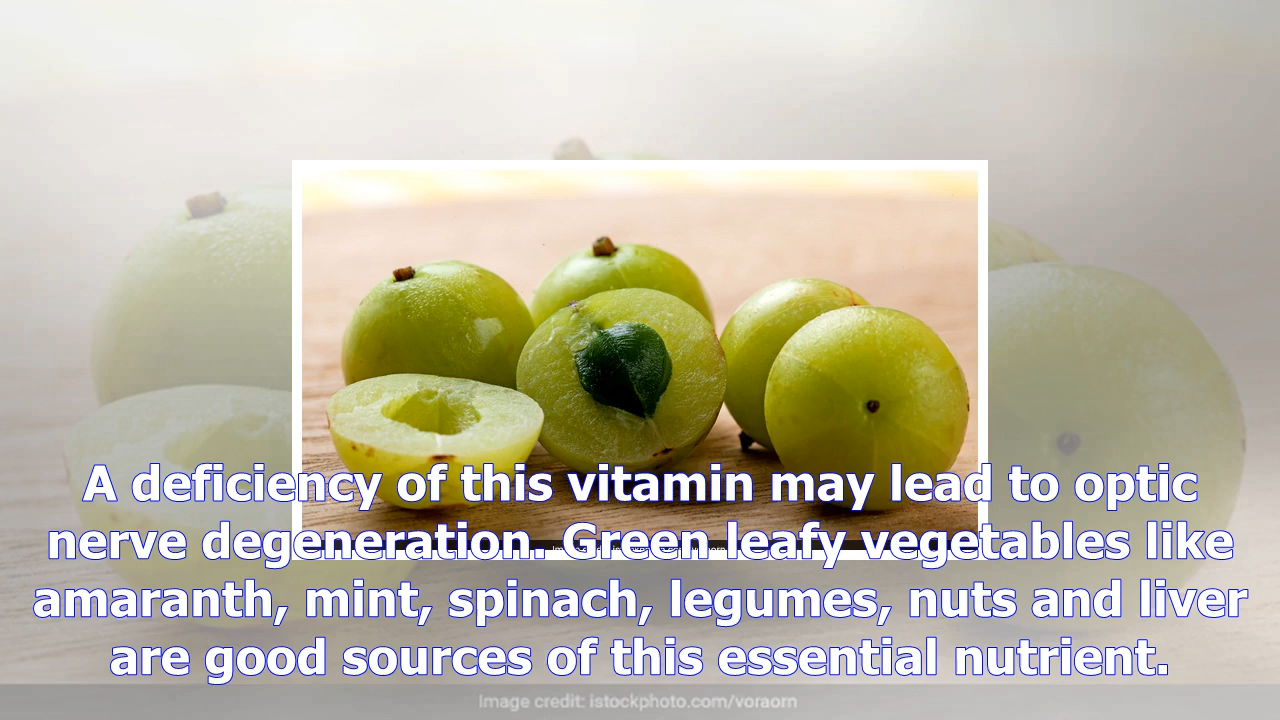 A deficiency of this vitamin may lead to optic
nerve degeneration. Green leafy vegetables like
amaranth, mint, spinach, legumes, nuts and liver
are good sources of this essential nutrient.
Image credit: istockphoto.com/voraorn